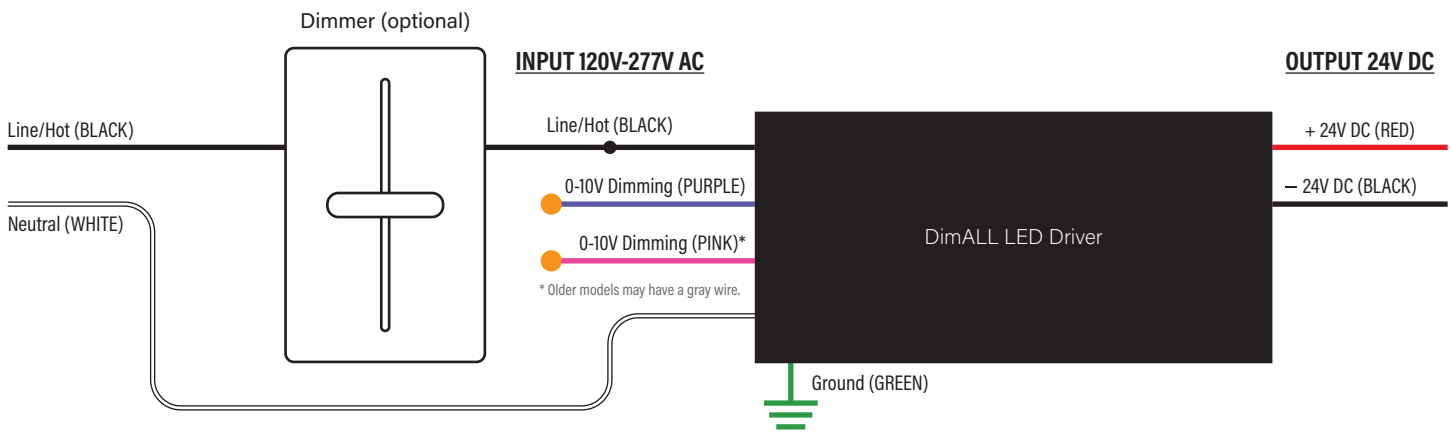 Dimmer (optional)
INPUT 120V-277V AC
OUTPUT 24V DC
Line/Hot (BLACK)
Line/Hot (BLACK)
+ 24V DC (RED)
0-10V Dimming (PURPLE)
– 24V DC (BLACK)
Neutral (WHITE)
0-10V Dimming (PINK)*
DimALL LED Driver
* Older models may have a gray wire.
Ground (GREEN)